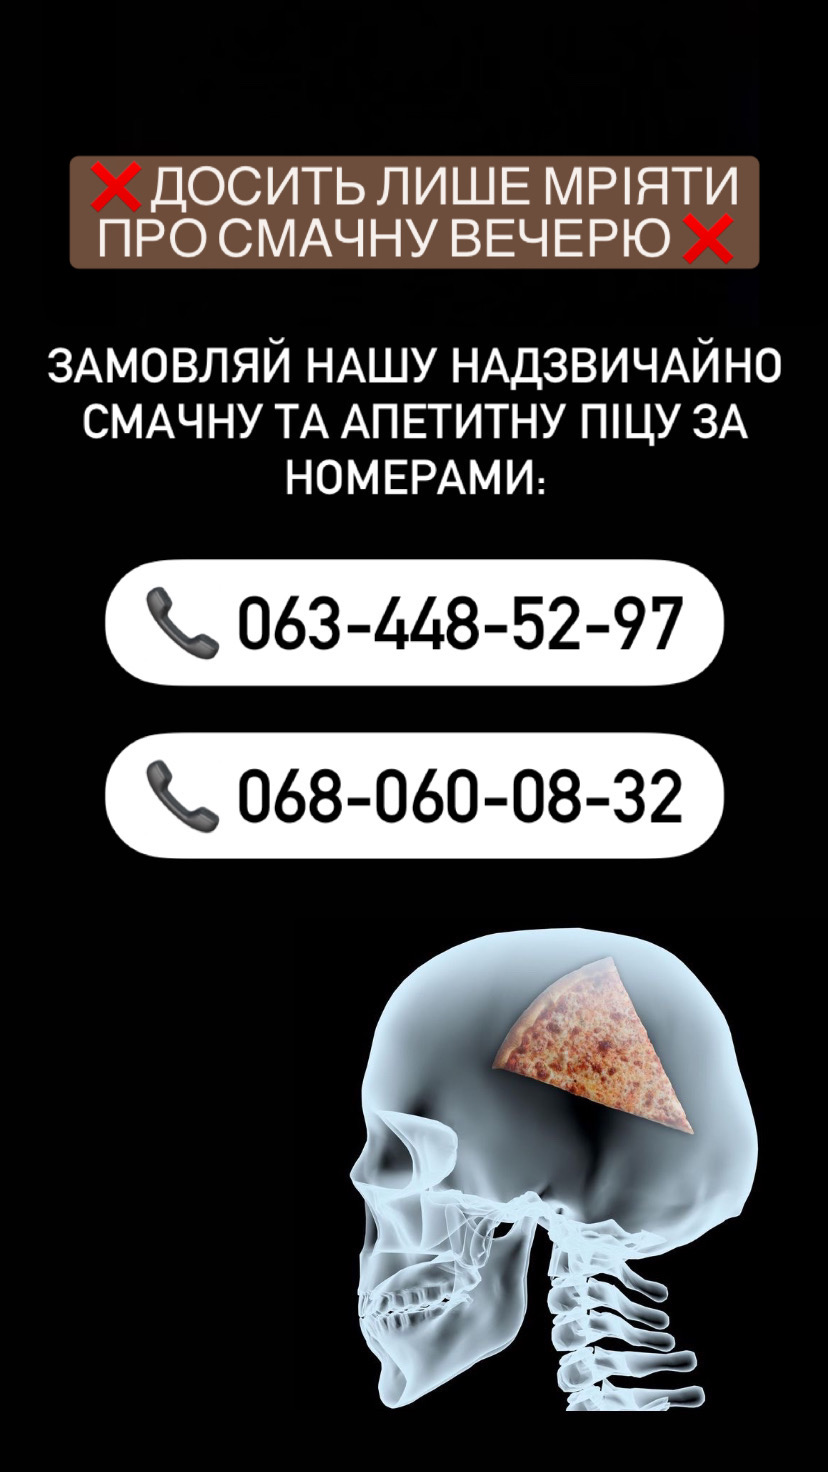 ❌ДОСИТЬ ЛИШЕ МРІЯТИ
ПРО СМАЧНУ ВЕЧЕРЮ❌
ЗАМОВЛЯЙ НАШУ НАДЗВИЧАЙНО
СМАЧНУ ТА АПЕТИТНУ ПІЦУ ЗА
НОМЕРАМИ:
📞 063-448-52-97
📞 068-060-08-32